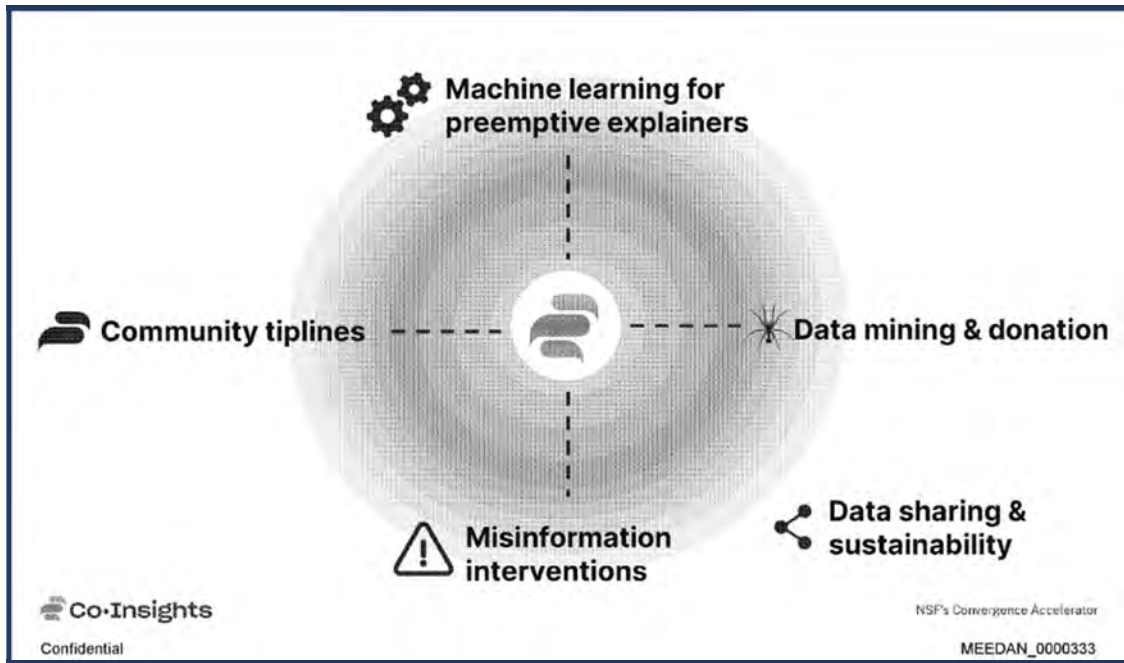 Machine learning for
preemptive explainers
Community tiplines
Data mining & donation
Misinformation
interventions
Data sharing &
sustainability
Co·Insights
NSF's Convergence Accelerator
Confidential
MEEDAN_0000333